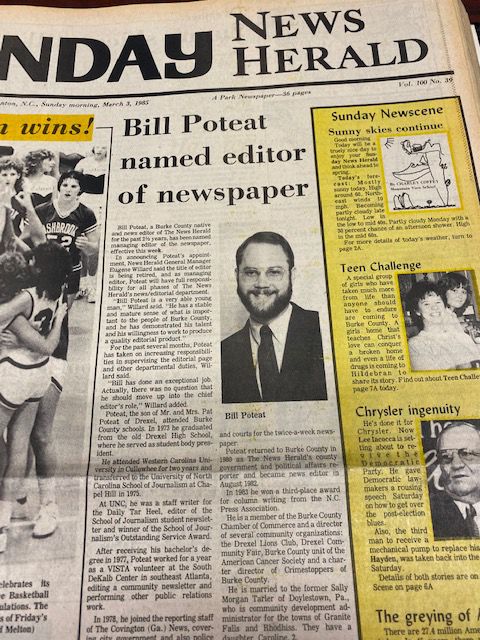 NDAY NEWS
HERALD
nton, N.C., Sunday morning, March 3, 1985
A Park Newspaper—36 pages
Vol. 100 No. 39
n wins!
Bill Poteat
named editor
of newspaper
Bill Poteat, a Burke County
native and news editor of The News Herald
for the past 2½ years, has been named
managing editor of the newspaper,
effective this week.
In announcing Poteat's appoint-
ment, News Herald General Manager
Eugene Willard said the title of editor
is being retired, and as managing
editor, Poteat will have full responsi-
bility for all phases of The News
Herald's news/editorial department.
"Bill Poteat is a very able young
man," Willard said. "He has a stable
and mature sense of what is impor-
tant to the people of Burke County,
and he has demonstrated his talent
and his willingness to work to produce
a quality editorial product."
For the past several months, Poteat
has taken on increasing responsibili-
ties in supervising the editorial page
and other departmental duties, Wil-
lard said.
"Bill has done an exceptional job.
Actually, there was no question that
he should move up into the chief
editor's role," Willard added.
Poteat, the son of Mr. and Mrs. Pat
Poteat of Drexel, attended Burke
County schools. In 1973 he graduated
from the old Drexel High School,
where he served as student body presi-
dent.
He attended Western Carolina Uni-
versity in Cullowhee for two years and
transferred to the University of North
Carolina School of Journalism at Cha-
pel Hill in 1975.
At UNC, he was a staff writer for
the Daily Tar Heel, editor of the
School of Journalism student newslet-
ter and winner of the School of Jour-
nalism's Outstanding Service Award.
After receiving his bachelor's de-
gree in 1977, Poteat worked for a year
as a VISTA volunteer at the South
DeKalb Center in southeast Atlanta,
editing a community newsletter and
performing other public relations
work.
In 1978, he joined the reporting staff
of The Covington (Ga.) News, cover-
ing city government and also police
Bill Poteat
and courts for the twice-a-week news-
paper.
Poteat returned to Burke County in
1980 as The News Herald's county
government and political affairs re-
porter and became news editor in
August 1982.
In 1983 he won a third-place award
for column writing from the N.C.
Press Association.
He is a member of the Burke County
Chamber of Commerce and a director
of several community organizations:
the Drexel Lions Club, Drexel Com-
munity Fair, Burke County unit of the
American Cancer Society and a char-
ter director of Crimestoppers of
Burke County.
He is married to the former Sally
Morgan Taifer of Doylestown, Pa.,
who is community development admi-
nistrator for the towns of Granite
Falls and Rhodhiss. They have a
daughter, Caroline, 2.
Sunday Newscene
Sunny skies continue
Good morning.
Today will be a
truely nice day to
enjoy your Sun-
day News Herald
and think ahead to
spring.
Today's fore-
cast: Mostly
sunny today. High
around 60. North-
east winds 10
mph. Becoming
partly cloudy late
tonight. Low in
the low to mid 40s. Partly cloudy Monday with a
30 percent chance of an afternoon shower. High
in the mid 60s.
For more details of today's weather, turn to
page 2A.
By CHARLEY COFFEY
Mountain View School
Teen Challenge
A special group
of girls who have
taken much more
from life than
anyone should
have to endure
are coming to
Burke County. A
girls home that
teaches Christ's
love can conquer
a broken home
and even a life of
drugs is coming to
Hildebran to
share its story. Find out about Teen Challe
page 7A today.
Chrysler ingenuity
He's done it for
Chrysler. Now
Lee Iacocca is set-
ting about to re-
vive the
Democratic
Party. He gave
Democratic law-
makers a rousing
speech Saturday
on how to get over
the post-election
blues.
Also, the third
man to receive a
mechanical pump to replace his
Hayden, was taken back into the
Saturday.
Details of both stories are on
Scene on page 6A
The greying of A
There are 27.4 million Ame
ASHBROOK
53
elebrates its
e Basketball
ulations. The
s of Friday's
d Melton)